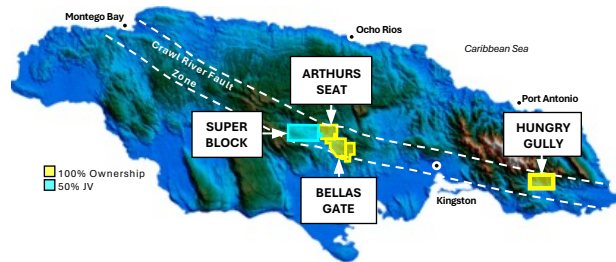 Montego Bay
Ocho Rios
Caribbean Sea
Crawl River Fault
Zone
ARTHURS
SEAT
Port Antonio
SUPER
BLOCK
HUNGRY
GULLY
100% Ownership
50% JV
BELLAS
GATE
Kingston